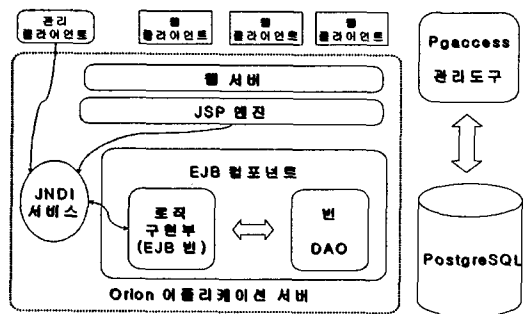 관리
클라이언트
웹
클라이언트
웹
클라이언트
웹
클라이언트
Pgaccess
관리도구
웹 서버
JSP 엔진
EJB 컴포넌트
JNDI
서비스
로직
구현부
(EJB 빈)
빈
DAO
PostgreSQL
Orion 어플리케이션 서버